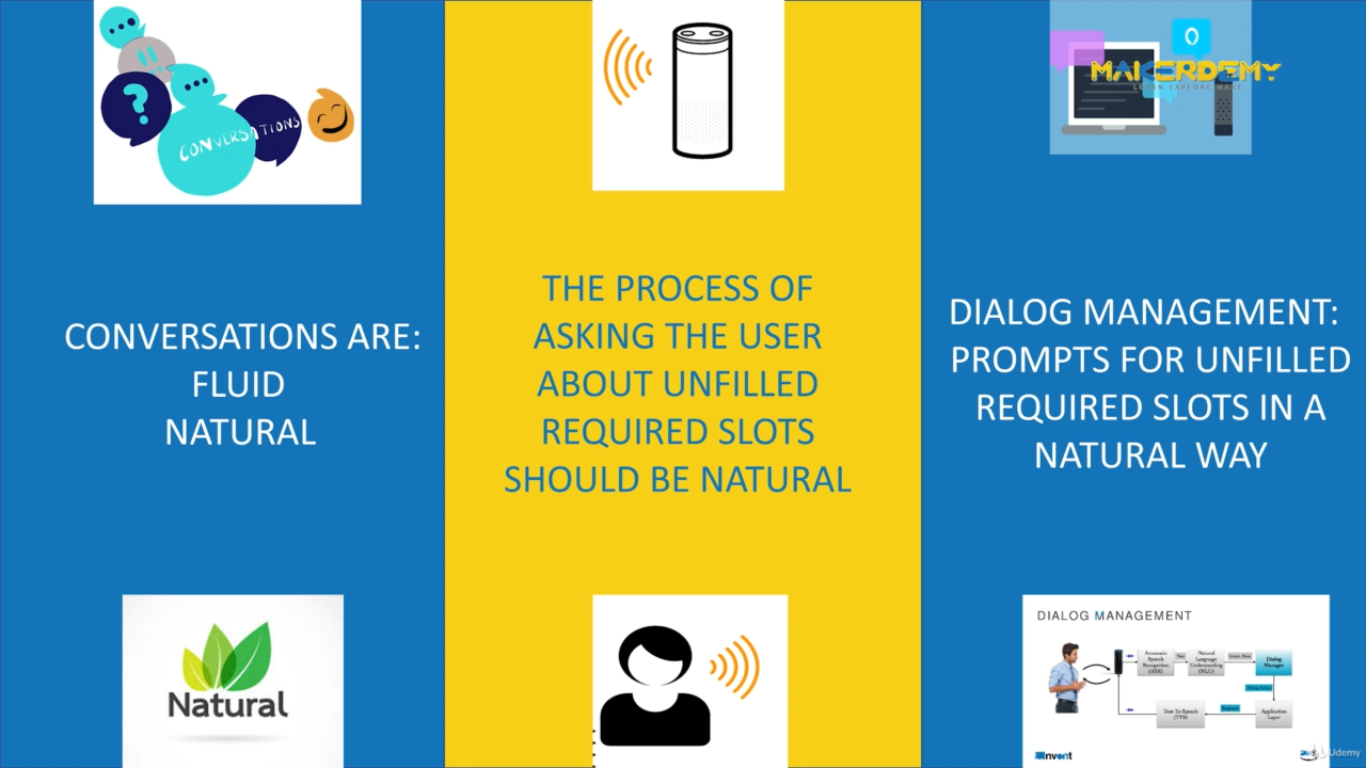 CONVERSATIONS
MAKERDEMY
LEARN EXPLORE MAKE
CONVERSATIONS ARE:
FLUID
NATURAL
THE PROCESS OF
ASKING THE USER
ABOUT UNFILLED
REQUIRED SLOTS
SHOULD BE NATURAL
DIALOG MANAGEMENT:
PROMPTS FOR UNFILLED
REQUIRED SLOTS IN A
NATURAL WAY
Natural
DIALOG MANAGEMENT
Automatic
Speech
Recognition
(ASR)
Text
Natural
Language
Understanding
(NLU)
Dialog
Manager
Text To Speech
(TTS)
Response
Application
Layer
Udemy